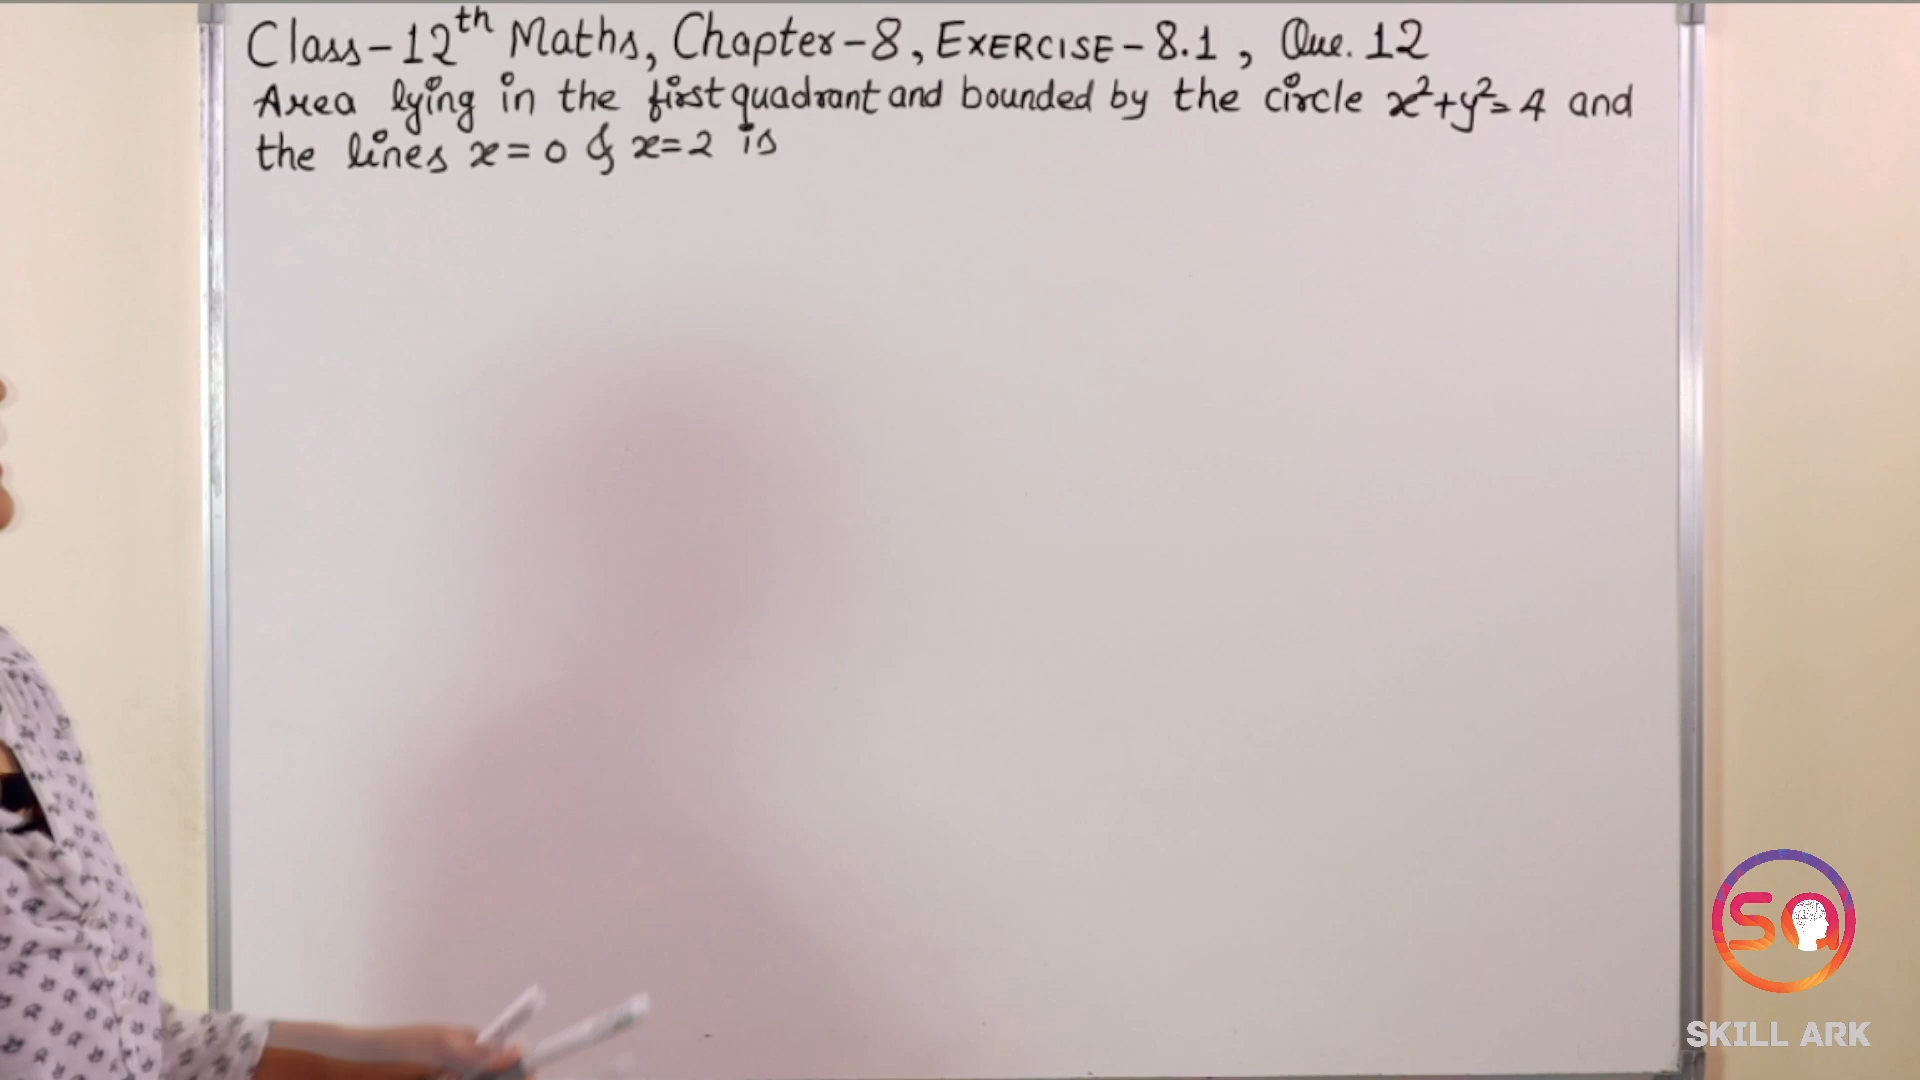 Class-12th Maths, Chapter-8, EXERCISE-8.1, Que. 12
Area lying in the first quadrant and bounded by the circle x²+y²=4 and
the lines x=0 & x=2 is
SA
SKILL ARK